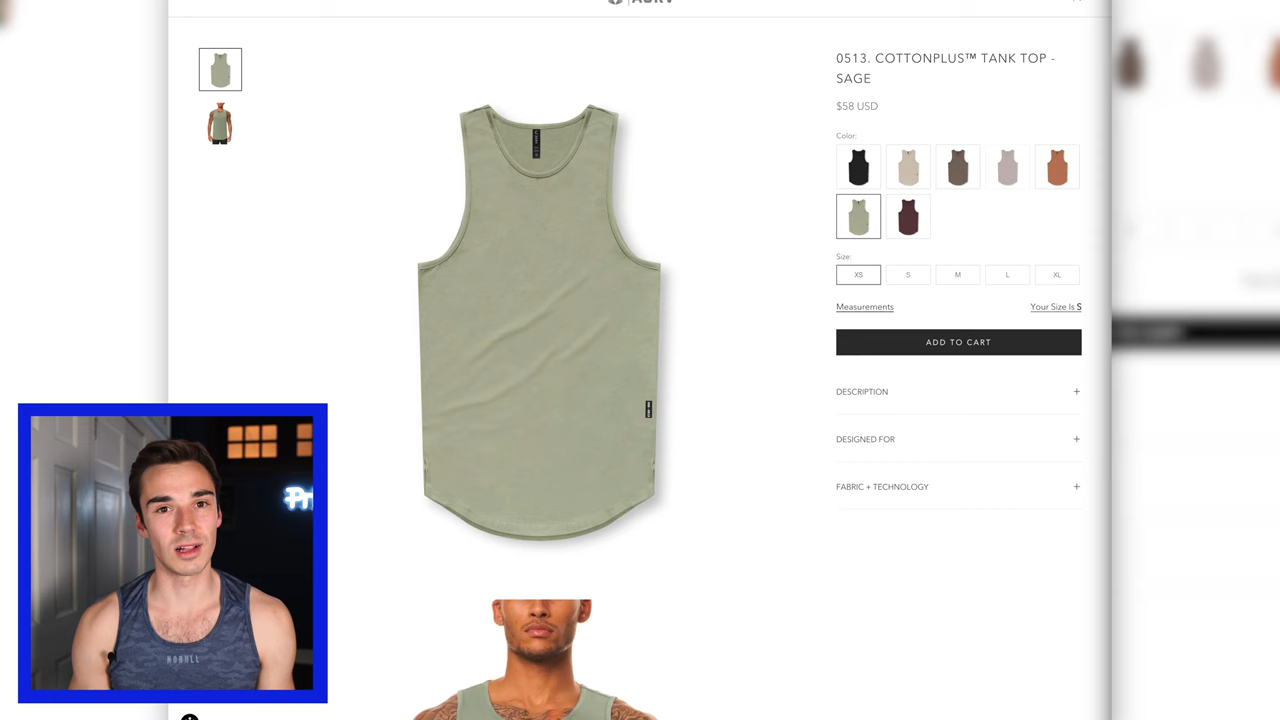 0513. COTTONPLUS™ TANK TOP -
SAGE
$58 USD
Color:
Size:
XS
S
M
L
XL
Measurements
Your Size Is S
ADD TO CART
DESCRIPTION +
DESIGNED FOR +
FABRIC + TECHNOLOGY +
NOBULL